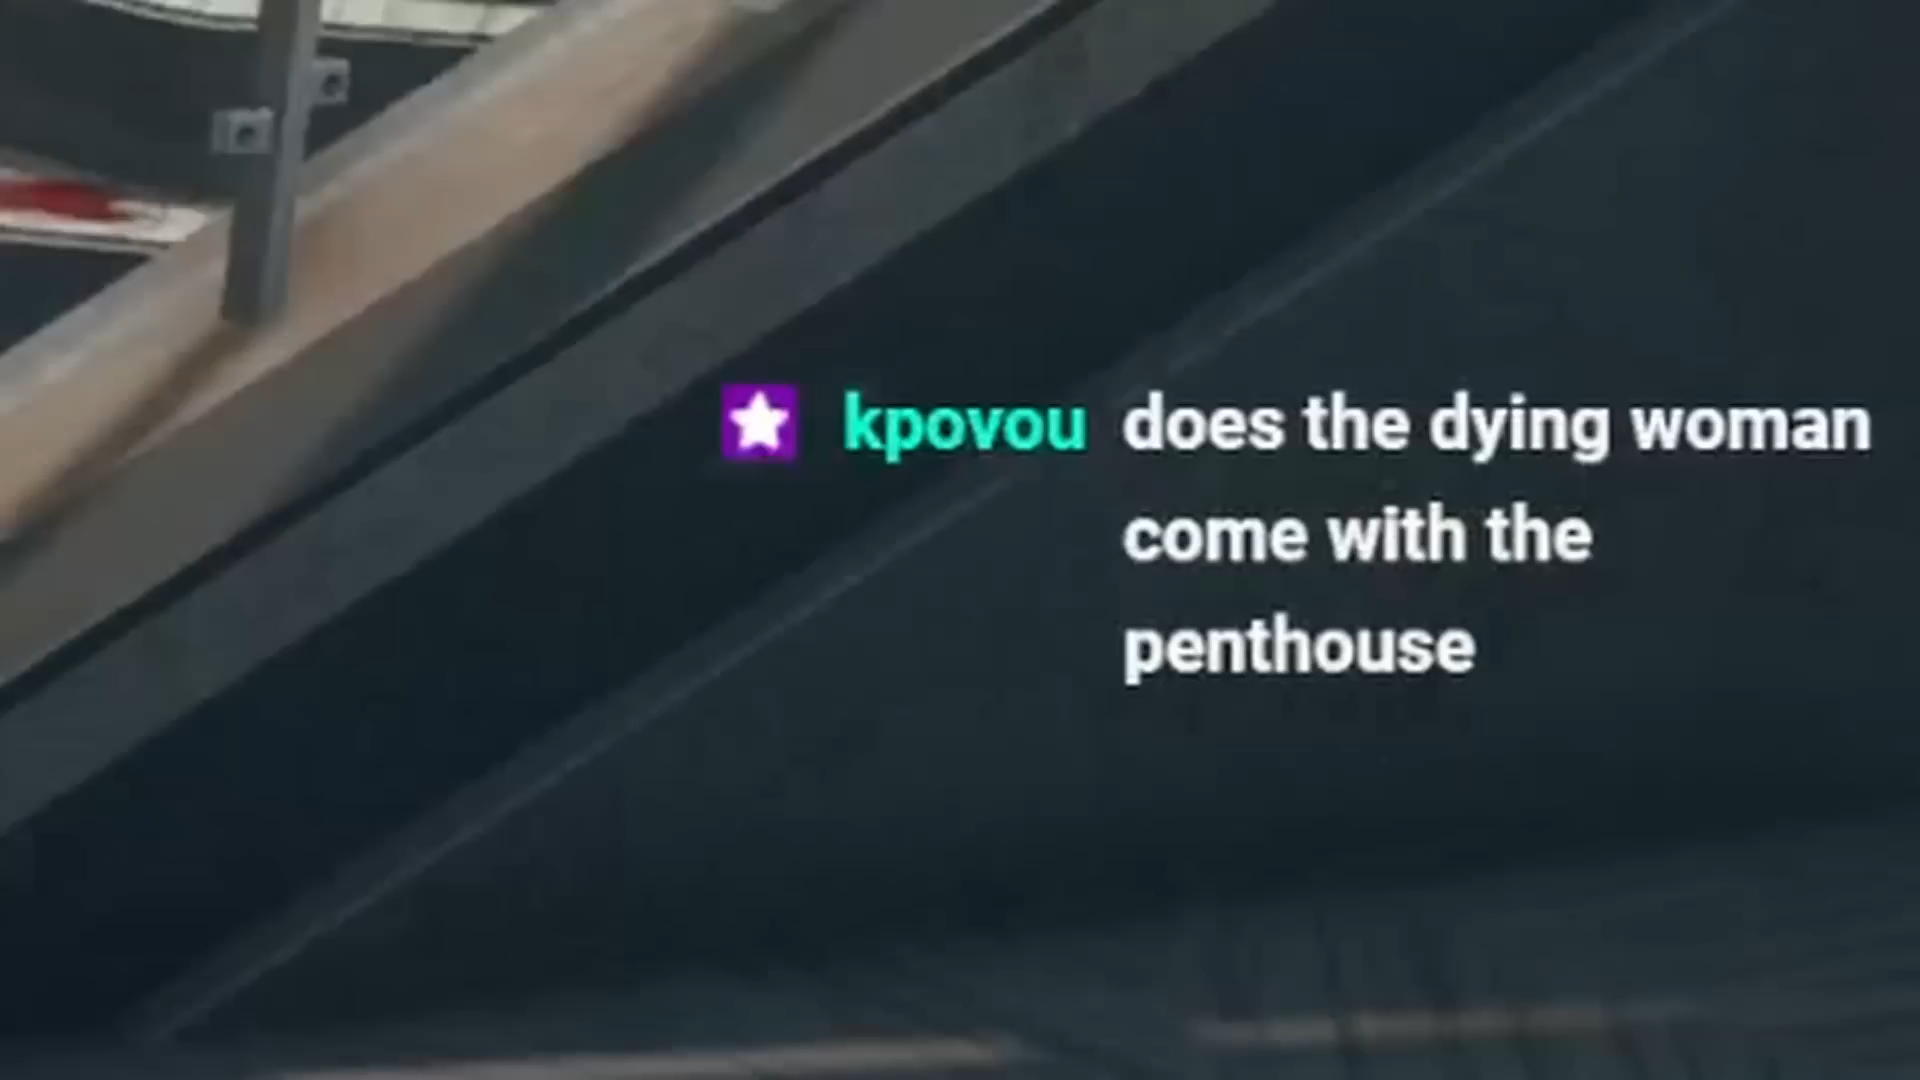 kpovou does the dying woman
come with the
penthouse